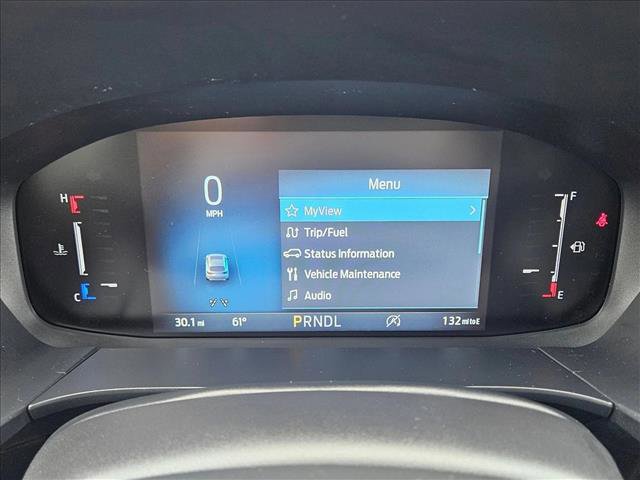 0
MPH
Menu
MyView
Trip/Fuel
Status Information
Vehicle Maintenance
Audio
H
C
F
E
30.1 mi 61° PRNDL 132 mi to E